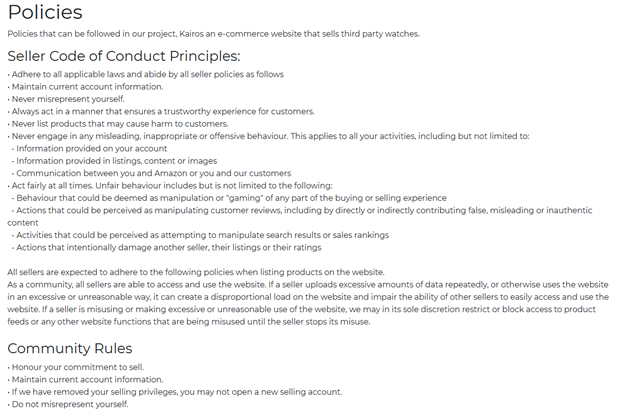 Policies
Policies that can be followed in our project, Kairos an e-commerce website that sells third party watches.
Seller Code of Conduct Principles:
• Adhere to all applicable laws and abide by all seller policies as follows
• Maintain current account information.
• Never misrepresent yourself.
• Always act in a manner that ensures a trustworthy experience for customers.
• Never list products that may cause harm to customers.
• Never engage in any misleading, inappropriate or offensive behaviour. This applies to all your activities, including but not limited to:
- Information provided on your account
- Information provided in listings, content or images
- Communication between you and Amazon or you and our customers
• Act fairly at all times. Unfair behaviour includes but is not limited to the following:
- Behaviour that could be deemed as manipulation or "gaming" of any part of the buying or selling experience
- Actions that could be perceived as manipulating customer reviews, including by directly or indirectly contributing false, misleading or inauthentic
content
- Activities that could be perceived as attempting to manipulate search results or sales rankings
- Actions that intentionally damage another seller, their listings or their ratings
All sellers are expected to adhere to the following policies when listing products on the website.
As a community, all sellers are able to access and use the website. If a seller uploads excessive amounts of data repeatedly, or otherwise uses the website
in an excessive or unreasonable way, it can create a disproportional load on the website and impair the ability of other sellers to easily access and use the
website. If a seller is misusing or making excessive or unreasonable use of the website, we may in its sole discretion restrict or block access to product
feeds or any other website functions that are being misused until the seller stops its misuse.
Community Rules
• Honour your commitment to sell.
• Maintain current account information.
• If we have removed your selling privileges, you may not open a new selling account.
• Do not misrepresent yourself.